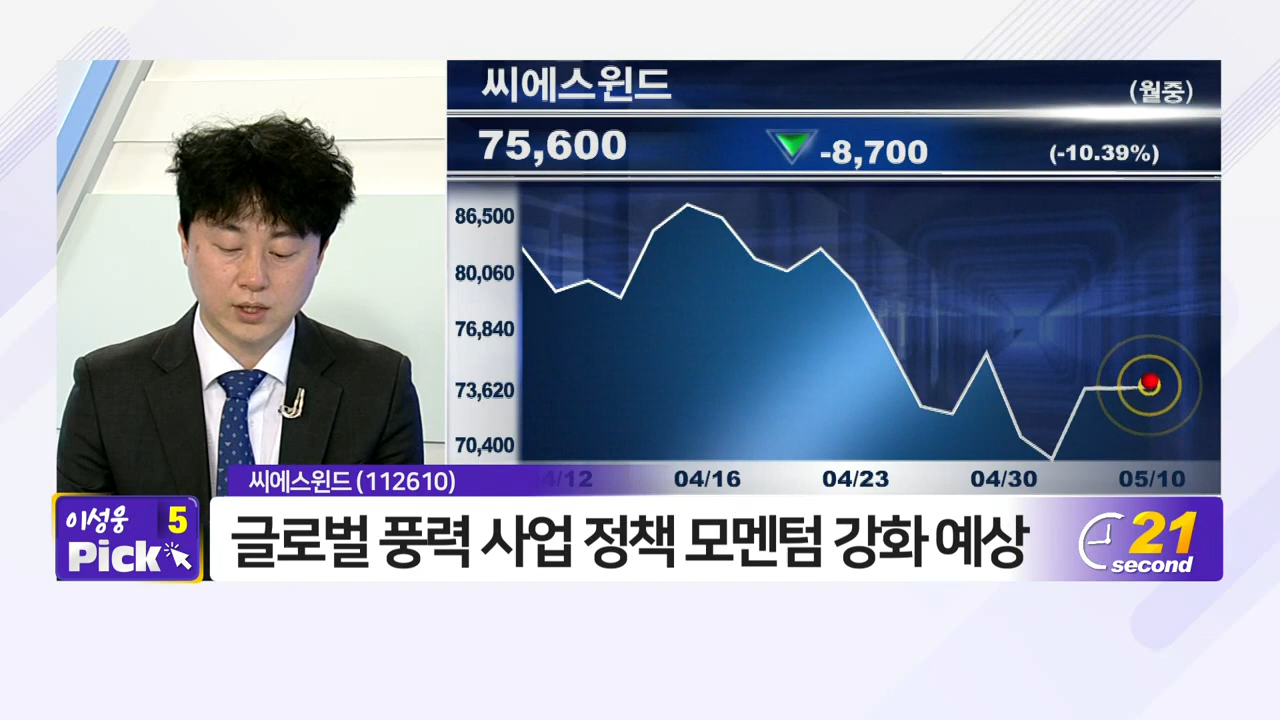 씨에스윈드
(월중)
75,600
-8,700
(-10.39%)
86,500
80,060
76,840
73,620
70,400
04/12
04/16
04/23
04/30
05/10
씨에스윈드 (112610)
이성웅 5
Pick
글로벌 풍력 사업 정책 모멘텀 강화 예상
21
second